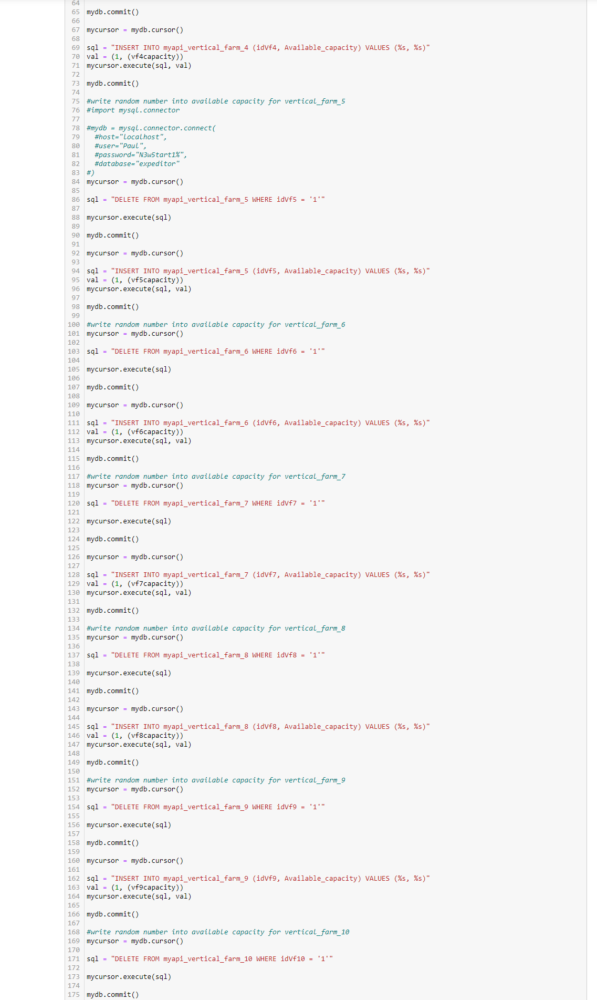 64
65 mydb.commit()
66
67 mycursor = mydb.cursor()
68
69 sql = "INSERT INTO myapi_vertical_farm_4 (idVf4, Available_capacity) VALUES (%s, %s)"
70 val = (1, (vf4capacity))
71 mycursor.execute(sql, val)
72
73 mydb.commit()
74
75 #write random number into available capacity for vertical_farm_5
76 #import mysql.connector
77
78 #mydb = mysql.connector.connect(
79   #host="localhost",
80   #user="Paul",
81   #password="N3w5tart1%",
82   #database="expeditor"
83 #)
84 mycursor = mydb.cursor()
85
86 sql = "DELETE FROM myapi_vertical_farm_5 WHERE idVf5 = '1'"
87
88 mycursor.execute(sql)
89
90 mydb.commit()
91
92 mycursor = mydb.cursor()
93
94 sql = "INSERT INTO myapi_vertical_farm_5 (idVf5, Available_capacity) VALUES (%s, %s)"
95 val = (1, (vf5capacity))
96 mycursor.execute(sql, val)
97
98 mydb.commit()
99
100 #write random number into available capacity for vertical_farm_6
101 mycursor = mydb.cursor()
102
103 sql = "DELETE FROM myapi_vertical_farm_6 WHERE idVf6 = '1'"
104
105 mycursor.execute(sql)
106
107 mydb.commit()
108
109 mycursor = mydb.cursor()
110
111 sql = "INSERT INTO myapi_vertical_farm_6 (idVf6, Available_capacity) VALUES (%s, %s)"
112 val = (1, (vf6capacity))
113 mycursor.execute(sql, val)
114
115 mydb.commit()
116
117 #write random number into available capacity for vertical_farm_7
118 mycursor = mydb.cursor()
119
120 sql = "DELETE FROM myapi_vertical_farm_7 WHERE idVf7 = '1'"
121
122 mycursor.execute(sql)
123
124 mydb.commit()
125
126 mycursor = mydb.cursor()
127
128 sql = "INSERT INTO myapi_vertical_farm_7 (idVf7, Available_capacity) VALUES (%s, %s)"
129 val = (1, (vf7capacity))
130 mycursor.execute(sql, val)
131
132 mydb.commit()
133
134 #write random number into available capacity for vertical_farm_8
135 mycursor = mydb.cursor()
136
137 sql = "DELETE FROM myapi_vertical_farm_8 WHERE idVf8 = '1'"
138
139 mycursor.execute(sql)
140
141 mydb.commit()
142
143 mycursor = mydb.cursor()
144
145 sql = "INSERT INTO myapi_vertical_farm_8 (idVf8, Available_capacity) VALUES (%s, %s)"
146 val = (1, (vf8capacity))
147 mycursor.execute(sql, val)
148
149 mydb.commit()
150
151 #write random number into available capacity for vertical_farm_9
152 mycursor = mydb.cursor()
153
154 sql = "DELETE FROM myapi_vertical_farm_9 WHERE idVf9 = '1'"
155
156 mycursor.execute(sql)
157
158 mydb.commit()
159
160 mycursor = mydb.cursor()
161
162 sql = "INSERT INTO myapi_vertical_farm_9 (idVf9, Available_capacity) VALUES (%s, %s)"
163 val = (1, (vf9capacity))
164 mycursor.execute(sql, val)
165
166 mydb.commit()
167
168 #write random number into available capacity for vertical_farm_10
169 mycursor = mydb.cursor()
170
171 sql = "DELETE FROM myapi_vertical_farm_10 WHERE idVf10 = '1'"
172
173 mycursor.execute(sql)
174
175 mydb.commit()